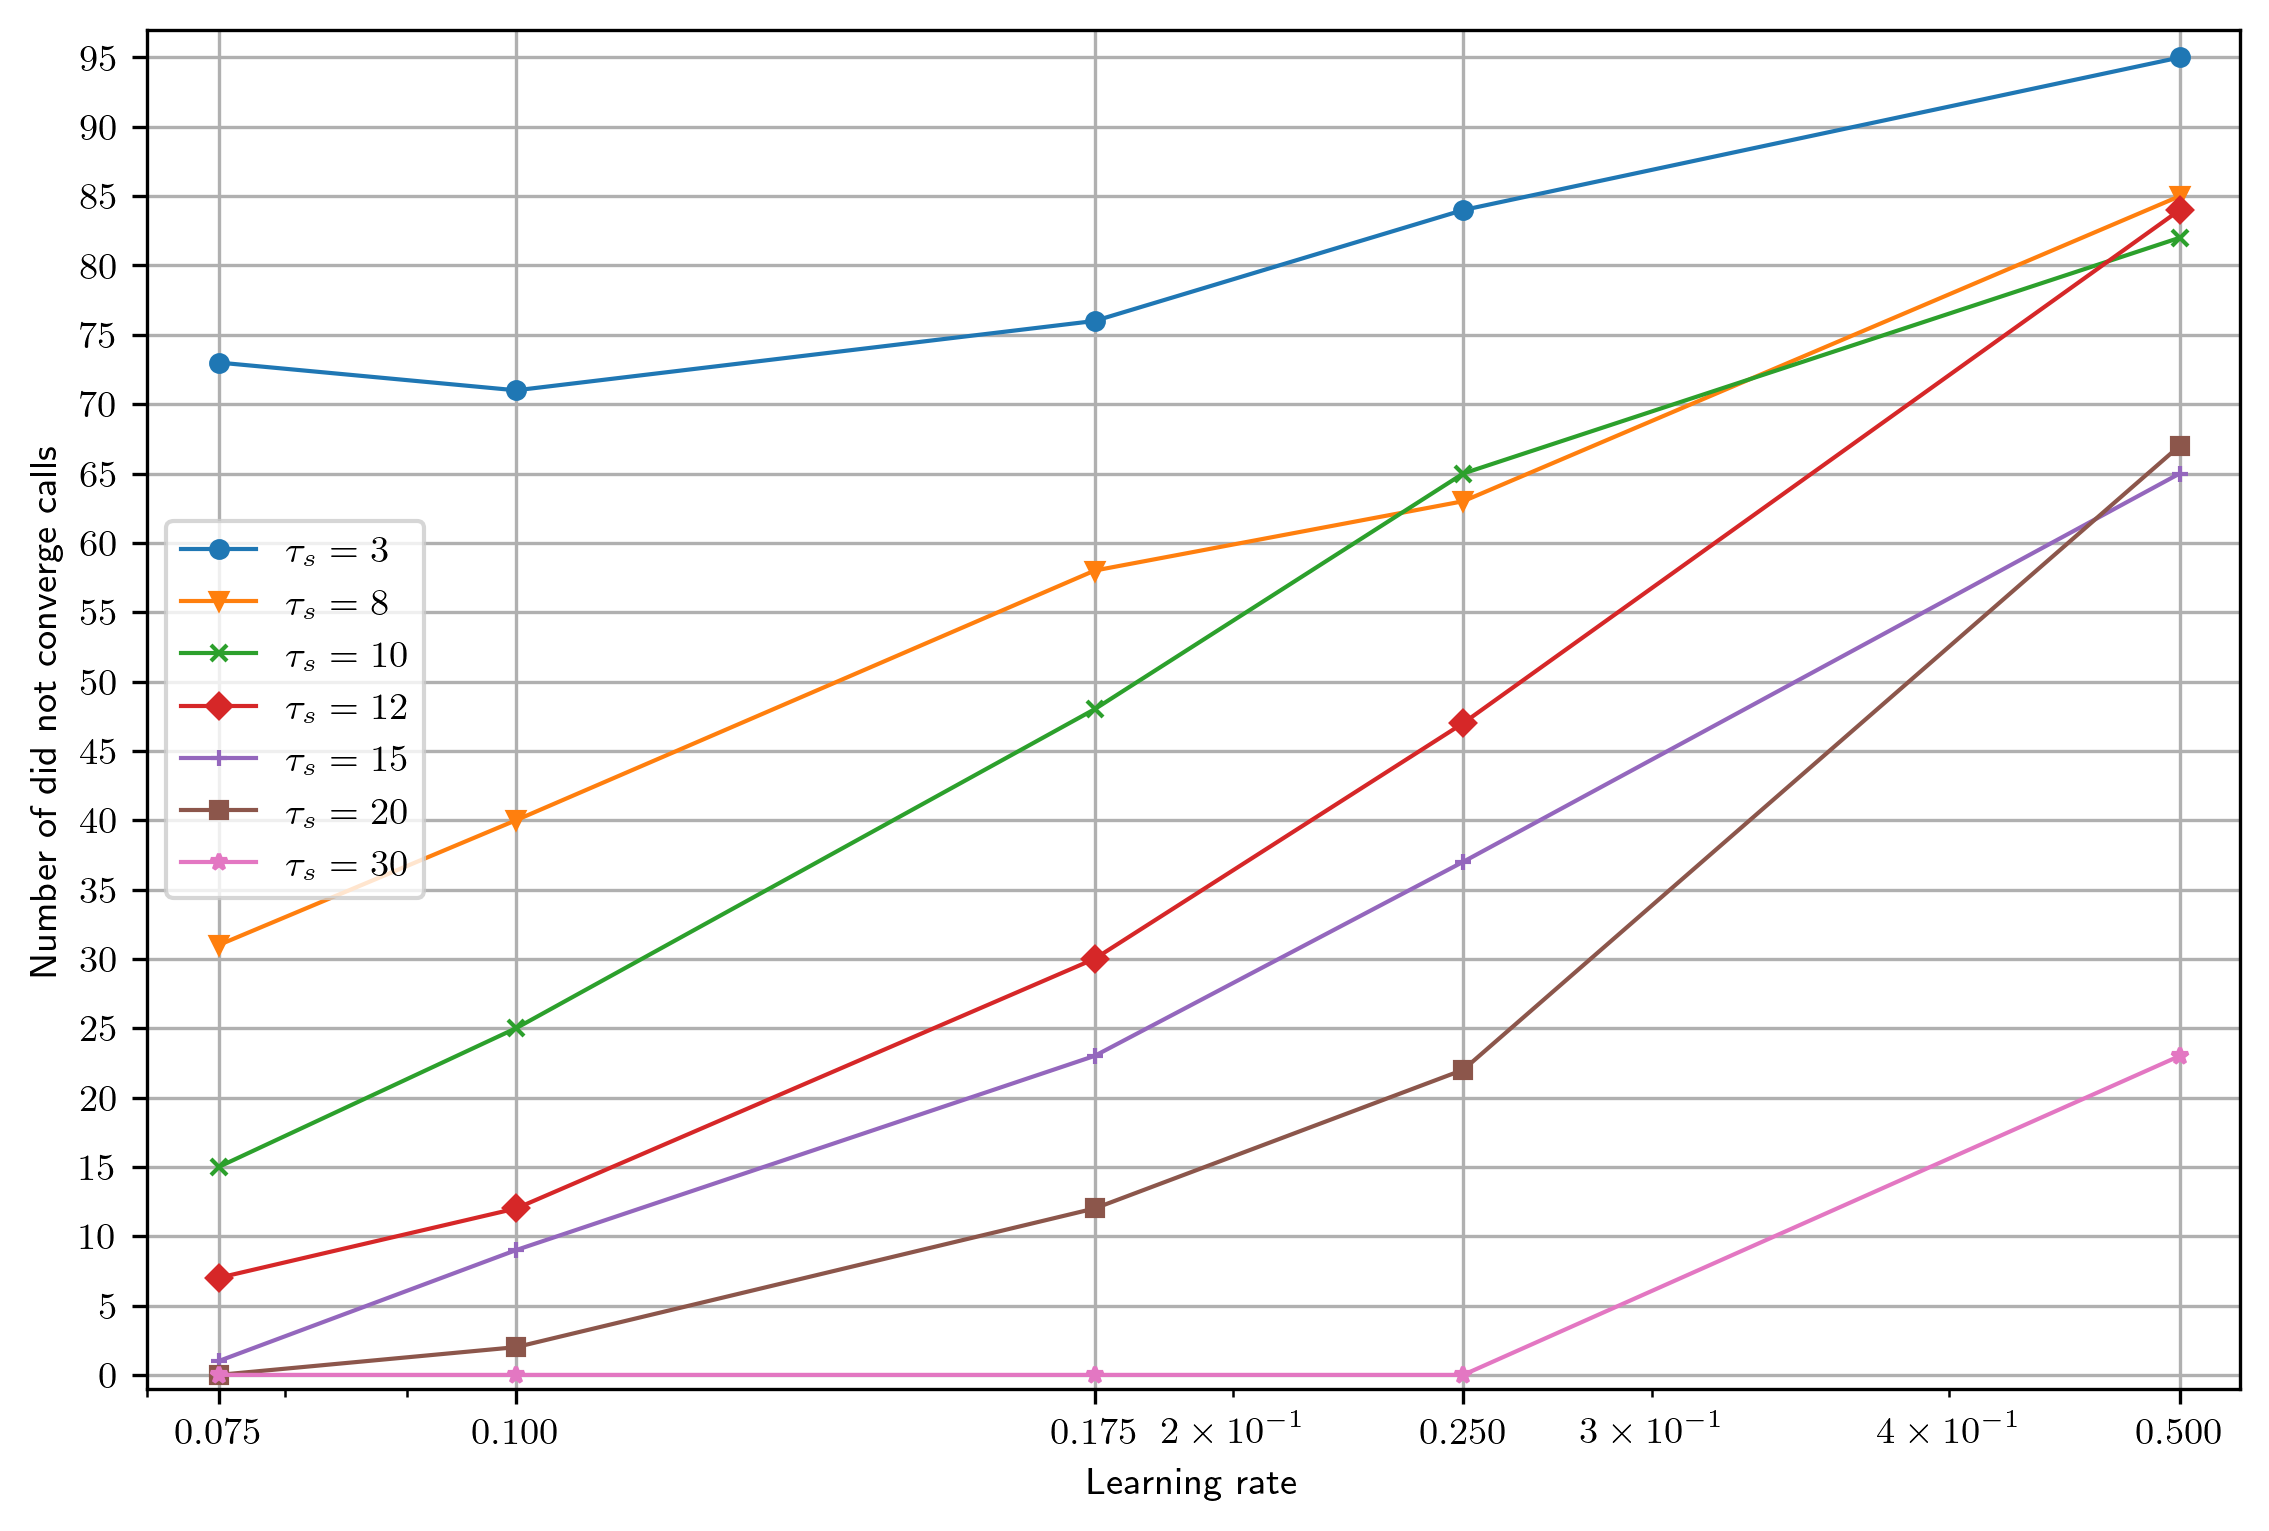 95
90
85
80
75
70
65
60
55
50
45
40
35
30
25
20
15
10
5
0
Number of did not converge calls
τₛ = 3
τₛ = 8
τₛ = 10
τₛ = 12
τₛ = 15
τₛ = 20
τₛ = 30
0.075 0.100 0.175 2 × 10⁻¹ 0.250 3 × 10⁻¹ 4 × 10⁻¹ 0.500
Learning rate